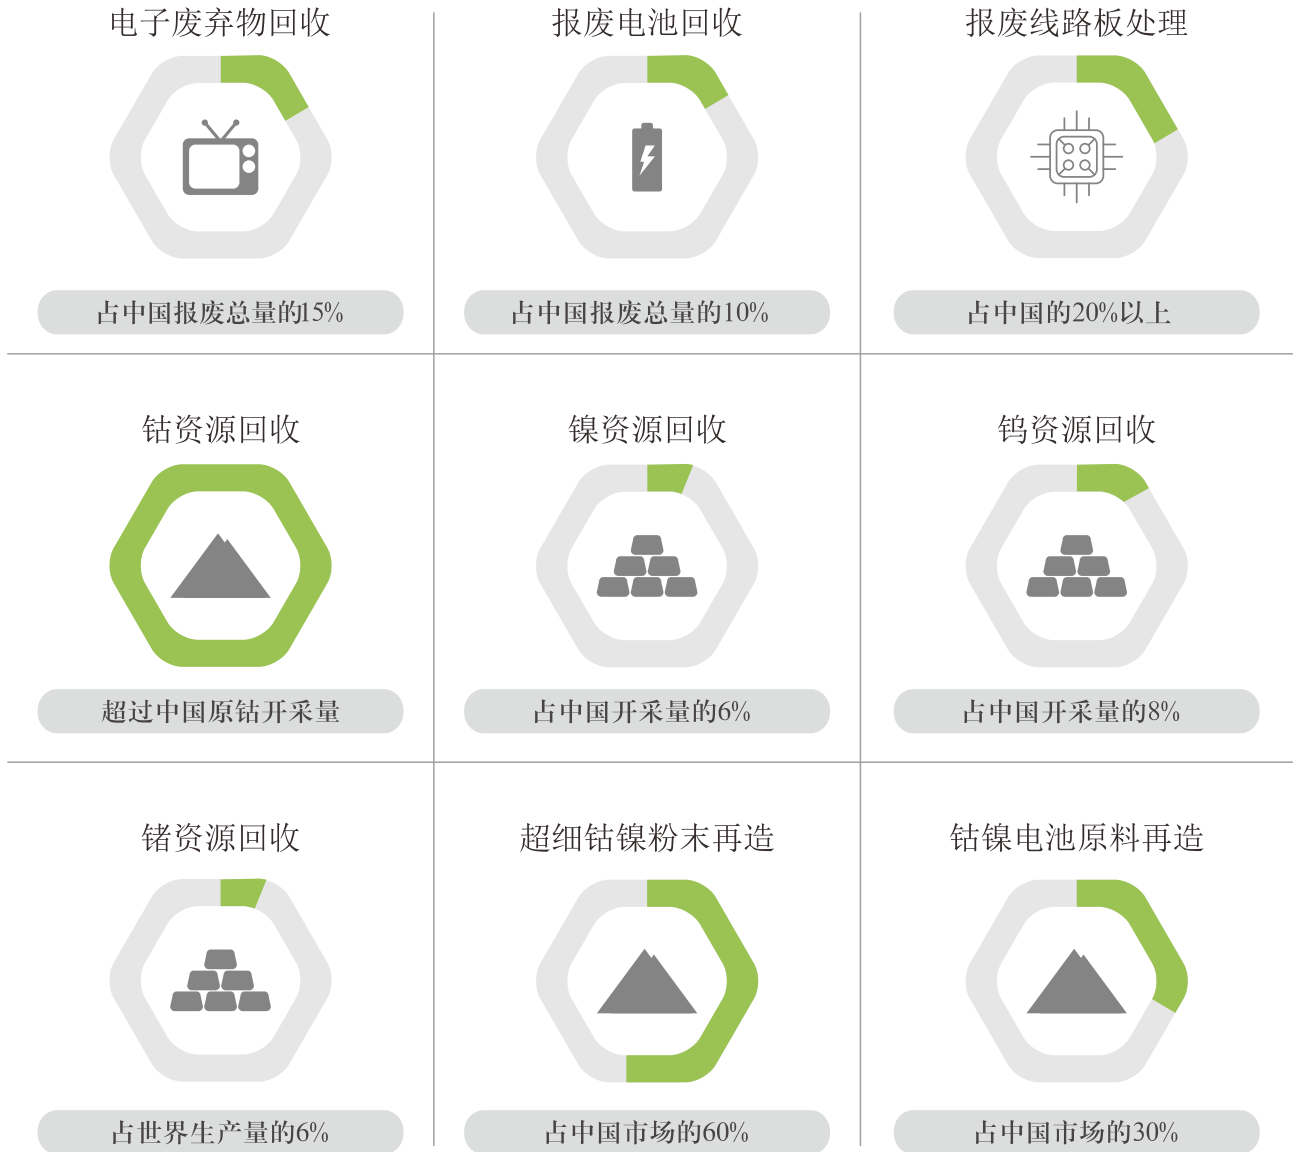 电子废弃物回收
报废电池回收
报废线路板处理
占中国报废总量的15%
占中国报废总量的10%
占中国的20%以上
钴资源回收
镍资源回收
钨资源回收
超过中国原钴开采量
占中国开采量的6%
占中国开采量的8%
锗资源回收
超细钴镍粉末再造
钴镍电池原料再造
占世界生产量的6%
占中国市场的60%
占中国市场的30%